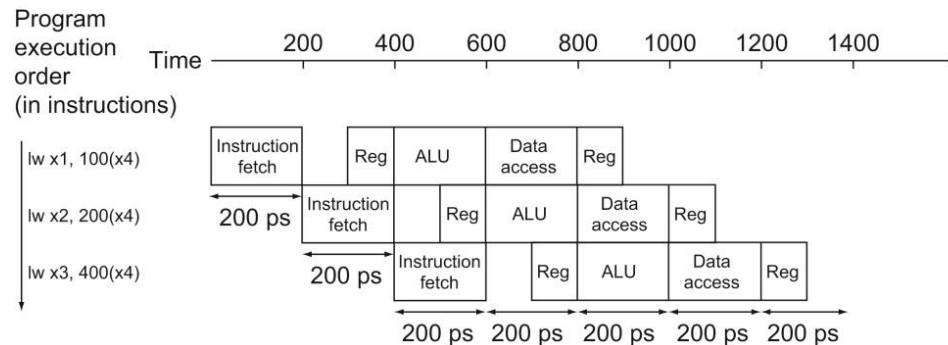 Program
execution
order
(in instructions)
Time
200 400 600 800 1000 1200 1400
lw x1, 100(x4)
Instruction
fetch
Reg
ALU
Data
access
Reg
200 ps
lw x2, 200(x4)
Instruction
fetch
Reg
ALU
Data
access
Reg
200 ps
lw x3, 400(x4)
Instruction
fetch
Reg
ALU
Data
access
Reg
200 ps 200 ps 200 ps 200 ps 200 ps